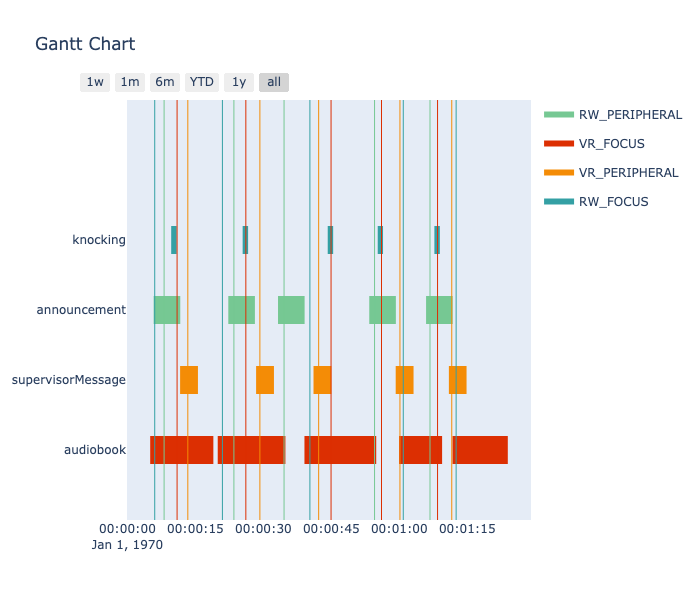 Gantt Chart
1w 1m 6m YTD 1y all
RW_PERIPHERAL
VR_FOCUS
VR_PERIPHERAL
RW_FOCUS
knocking
announcement
supervisorMessage
audiobook
00:00:00 00:00:15 00:00:30 00:00:45 00:01:00 00:01:15
Jan 1, 1970